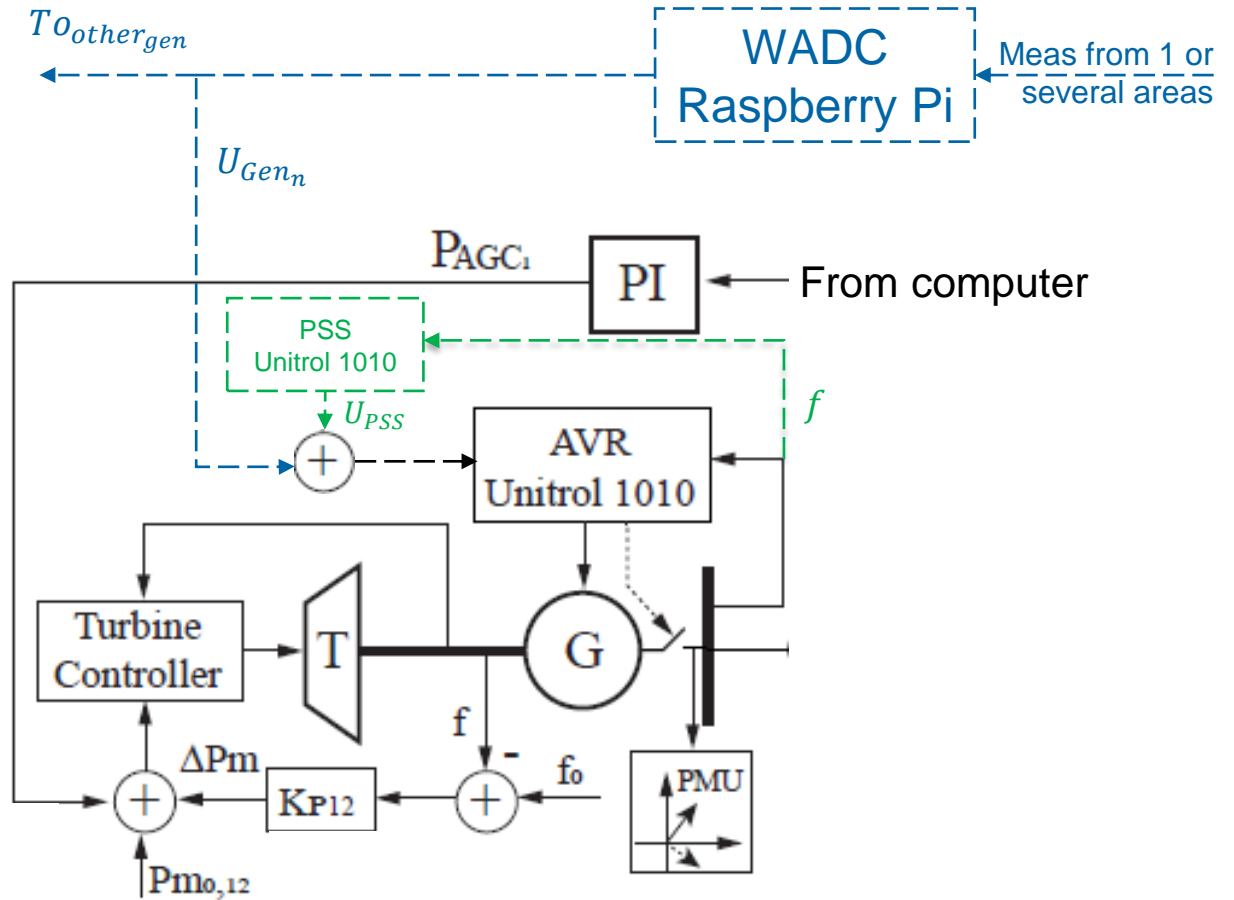 To_other_gen
WADC
Raspberry Pi
Meas from 1 or
several areas
U_Gen_n
P_AGC₁
PI
From computer
PSS
Unitrol 1010
U_PSS
f
+
AVR
Unitrol 1010
Turbine
Controller
T
G
f
-
ΔPm
f₀
PMU
+
K_P12
+
Pm₀,₁₂